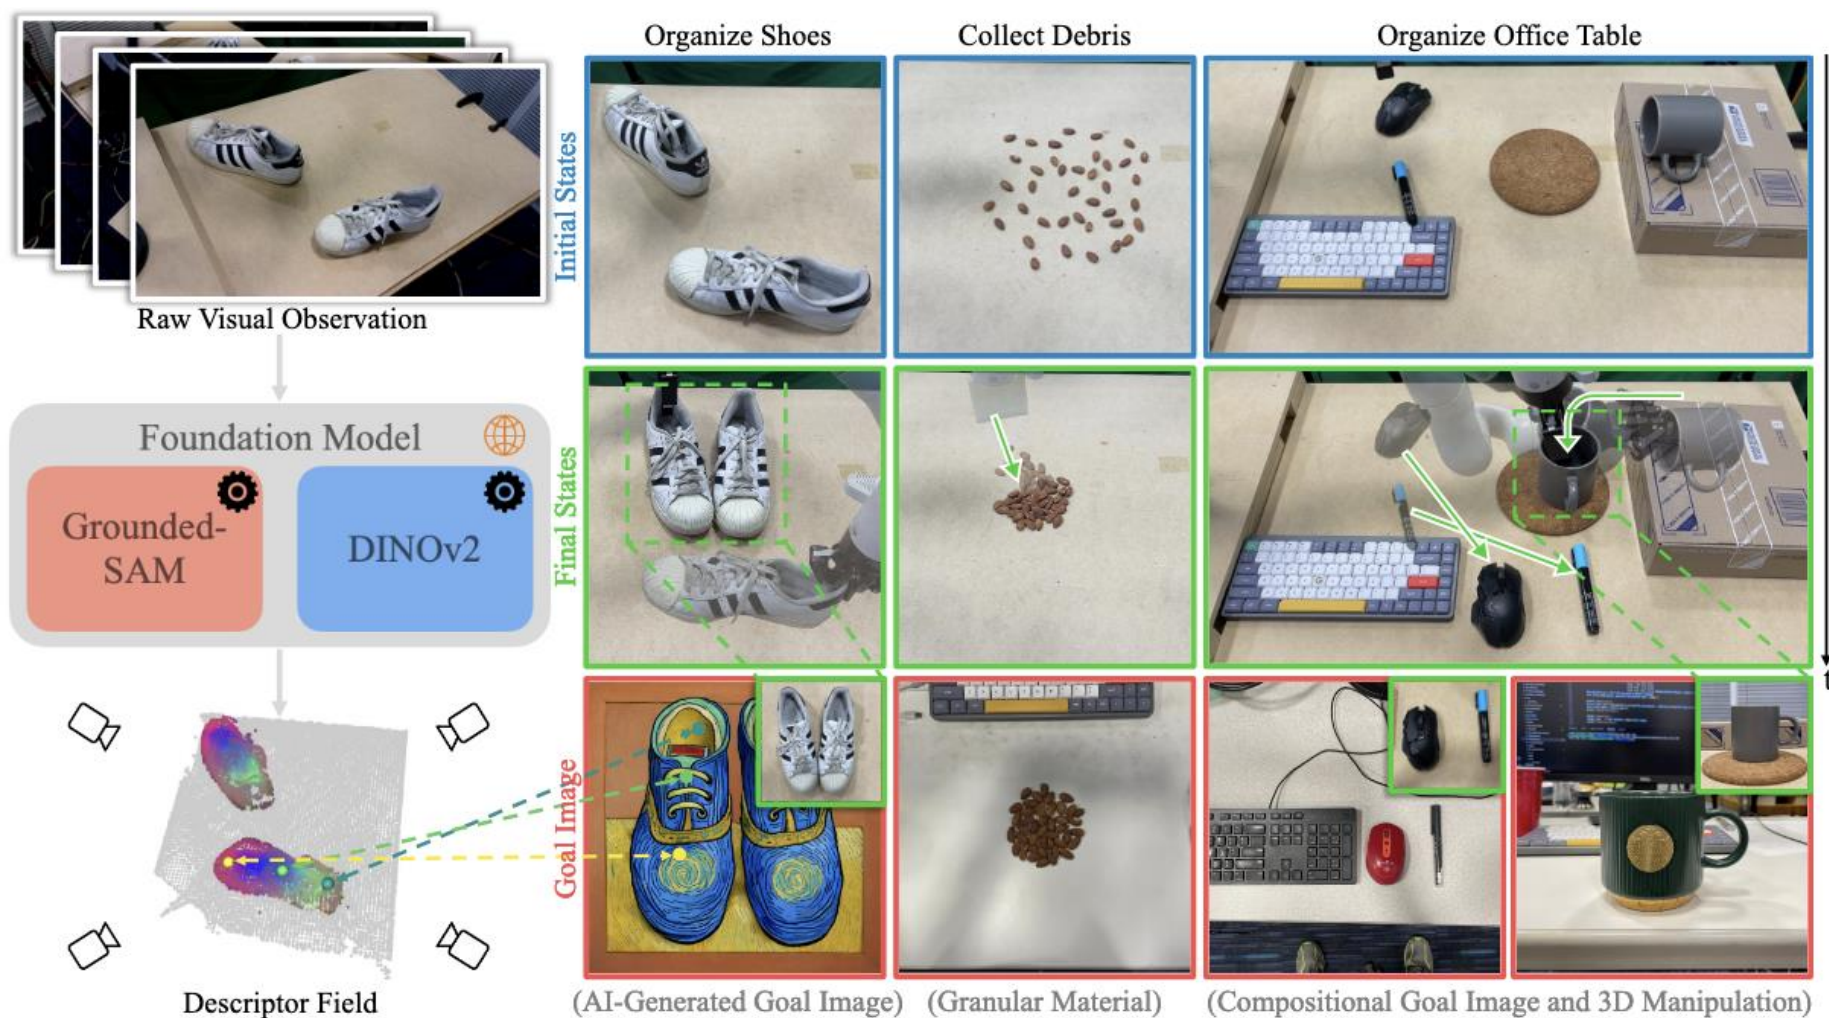 Organize Shoes
Collect Debris
Organize Office Table
Initial States
Raw Visual Observation
Foundation Model
Grounded-
SAM
DINOv2
Final States
t
Goal Image
Descriptor Field
(AI-Generated Goal Image)
(Granular Material)
(Compositional Goal Image and 3D Manipulation)